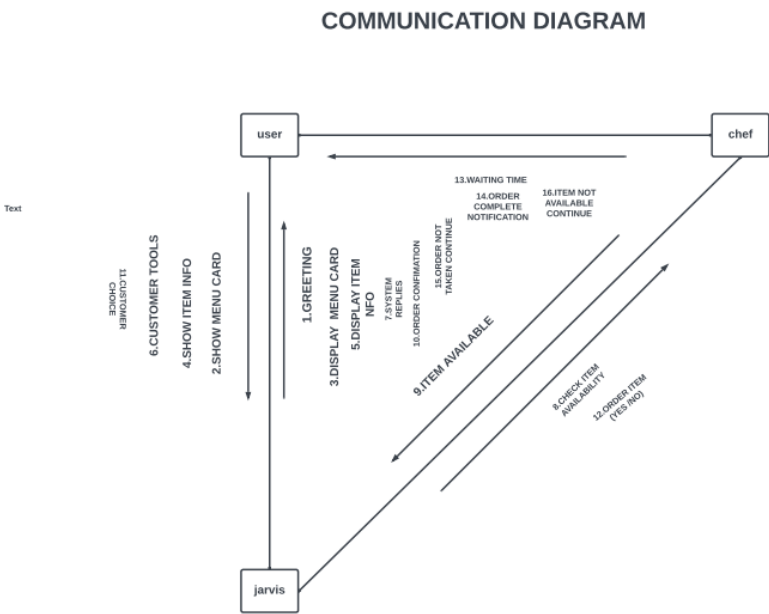 COMMUNICATION DIAGRAM
user
chef
13.WAITING TIME
14.ORDER
COMPLETE
NOTIFICATION
16.ITEM NOT
AVAILABLE
CONTINUE
Text
11.CUSTOMER
CHOICE
6.CUSTOMER TOOLS
4.SHOW ITEM INFO
2.SHOW MENU CARD
1.GREETING
3.DISPLAY MENU CARD
5.DISPLAY ITEM
NFO
7.SYSTEM
REPLIES
10.ORDER CONFIMATION
15.ORDER NOT
TAKEN CONTINUE
9.ITEM AVAILABLE
8.CHECK ITEM
AVAILABILITY
12.ORDER ITEM
(YES /NO)
jarvis